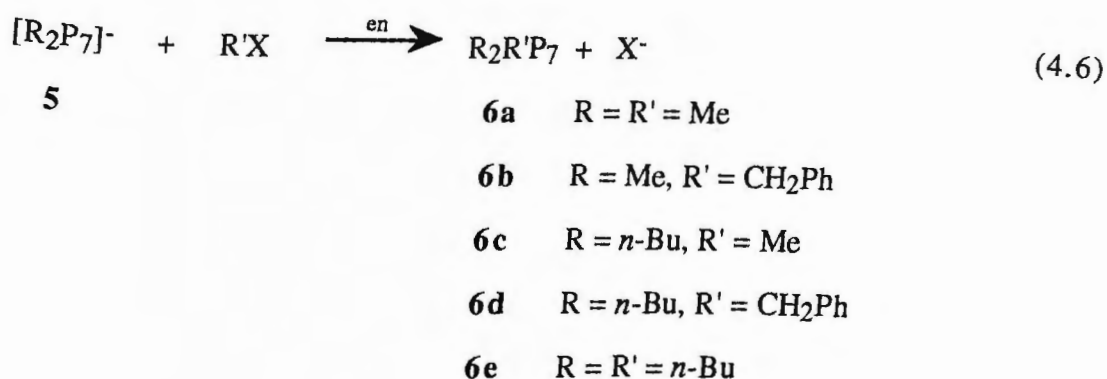 [R₂P₇]⁻ + R'X en R₂R'P₇ + X⁻ (4.6)
5
6a R = R' = Me
6b R = Me, R' = CH₂Ph
6c R = n-Bu, R' = Me
6d R = n-Bu, R' = CH₂Ph
6e R = R' = n-Bu